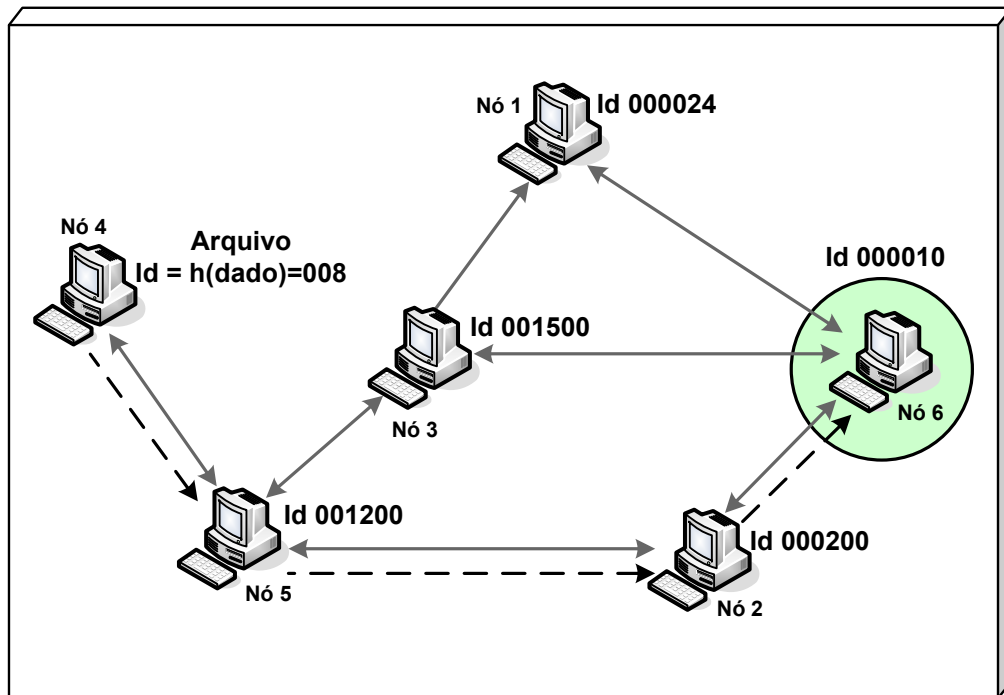 Nó 1
Id 000024
Nó 4
Arquivo
Id = h(dado)=008
Id 000010
Id 001500
Nó 6
Nó 3
Id 001200
Id 000200
Nó 5
Nó 2